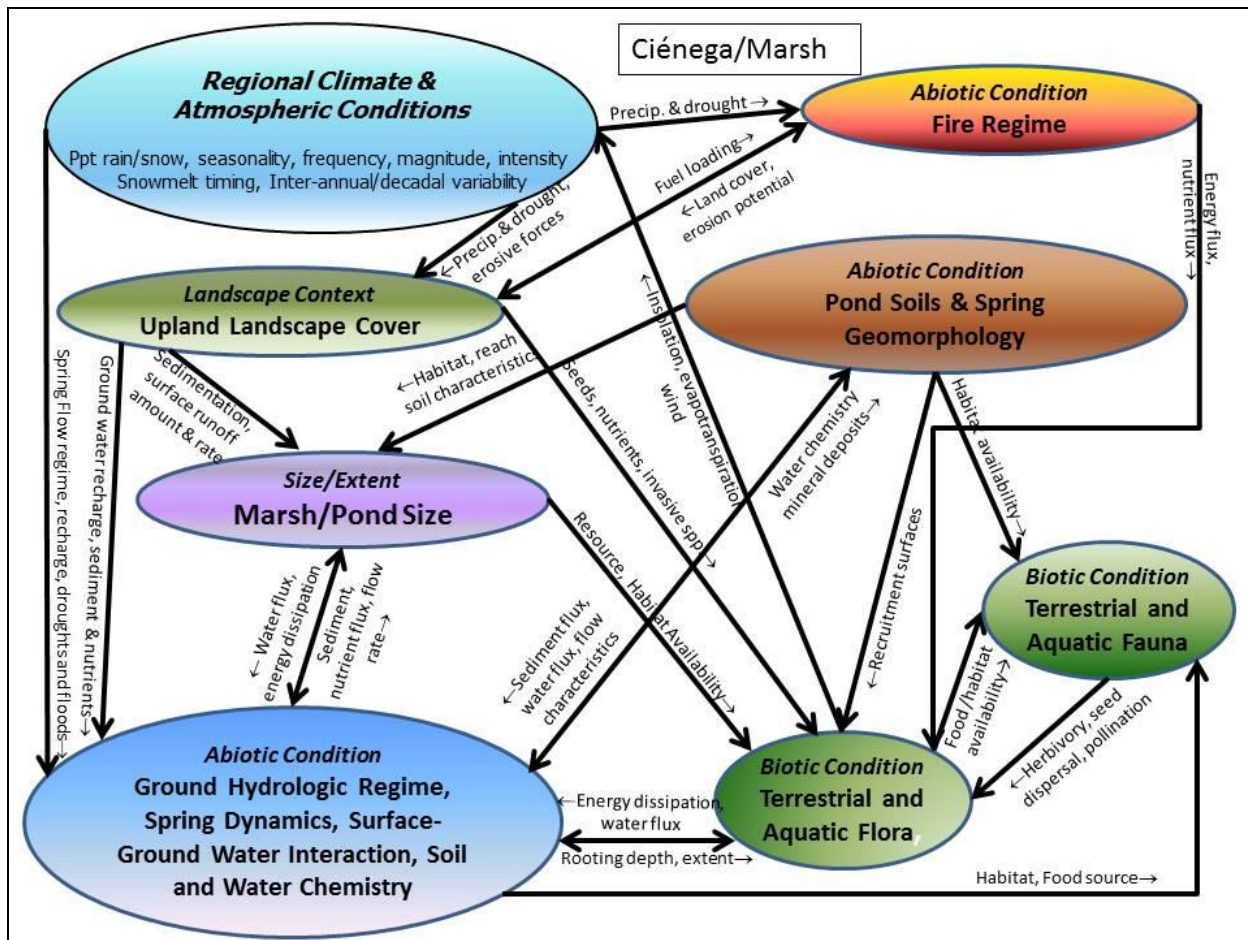 Ciénega/Marsh
Regional Climate &
Atmospheric Conditions
Ppt rain/snow, seasonality, frequency, magnitude, intensity
Snowmelt timing, Inter-annual/decadal variability
Precip. & drought→
Abiotic Condition
Fire Regime
Fuel loading→
←Land cover,
erosion potential
←Precip. & drought,
erosive forces
Energy flux,
nutrient flux→
Landscape Context
Upland Landscape Cover
Abiotic Condition
Pond Soils & Spring
Geomorphology
←Insolation, evapotranspiration
wind
←Habitat, reach
soil characteristics
Sedimentation,
surface runoff
amount & rate
Seeds, nutrients, invasive spp→
Spring Flow regime, recharge, droughts and floods→
Ground water recharge, sediment & nutrients→
Habitat availability→
Water chemistry
mineral deposits→
Size/Extent
Marsh/Pond Size
Resource, Habitat Availability→
←Recruitment surfaces
Biotic Condition
Terrestrial and
Aquatic Fauna
← Water flux,
energy dissipation
Sediment,
nutrient flux, flow
rate→
←Sediment flux,
water flux, flow
characteristics
Food /habitat
availability→
←Herbivory, seed
dispersal, pollination
Abiotic Condition
Ground Hydrologic Regime,
Spring Dynamics, Surface-
Ground Water Interaction, Soil
and Water Chemistry
←Energy dissipation,
water flux
Rooting depth, extent→
Biotic Condition
Terrestrial and
Aquatic Flora,
Habitat, Food source→